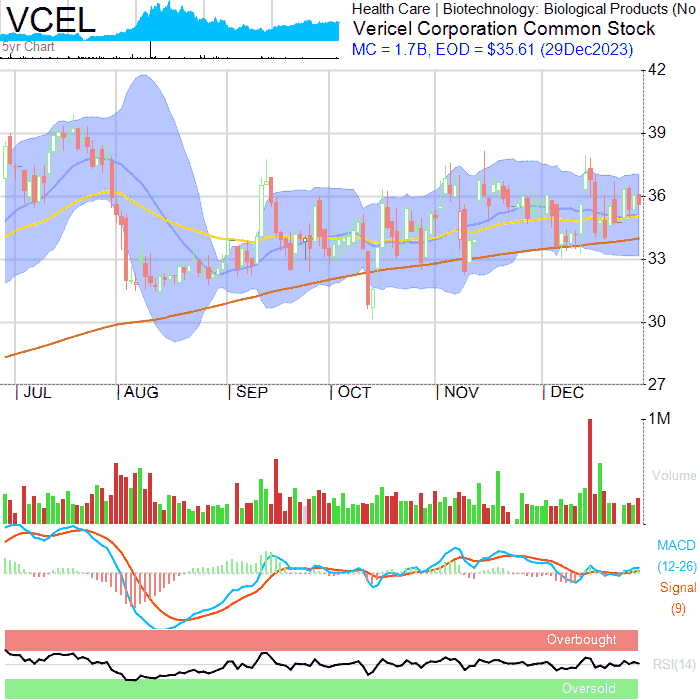 VCEL
5yr Chart
Health Care | Biotechnology: Biological Products (No
Vericel Corporation Common Stock
MC = 1.7B, EOD = $35.61 (29Dec2023)
42
39
36
33
30
27
JUL AUG SEP OCT NOV DEC
1M
Volume
MACD
(12-26)
Signal
(9)
Overbought
RSI(14)
Oversold